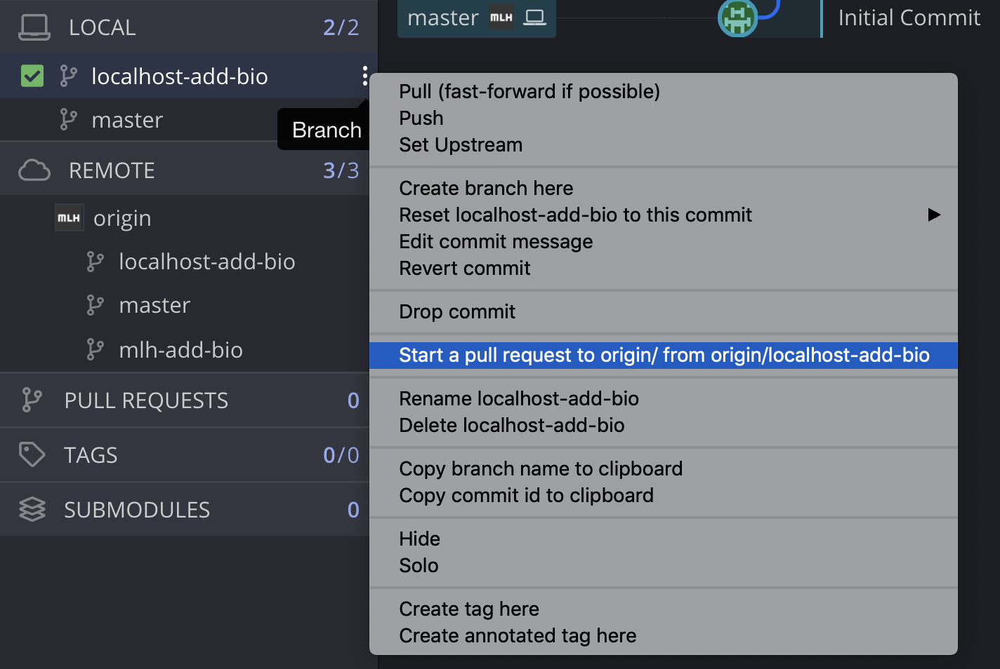 LOCAL 2/2
localhost-add-bio
master
Branch
REMOTE 3/3
MLH origin
localhost-add-bio
master
mlh-add-bio
PULL REQUESTS 0
TAGS 0/0
SUBMODULES 0
master MLH
Initial Commit
Pull (fast-forward if possible)
Push
Set Upstream
Create branch here
Reset localhost-add-bio to this commit
Edit commit message
Revert commit
Drop commit
Start a pull request to origin/ from origin/localhost-add-bio
Rename localhost-add-bio
Delete localhost-add-bio
Copy branch name to clipboard
Copy commit id to clipboard
Hide
Solo
Create tag here
Create annotated tag here